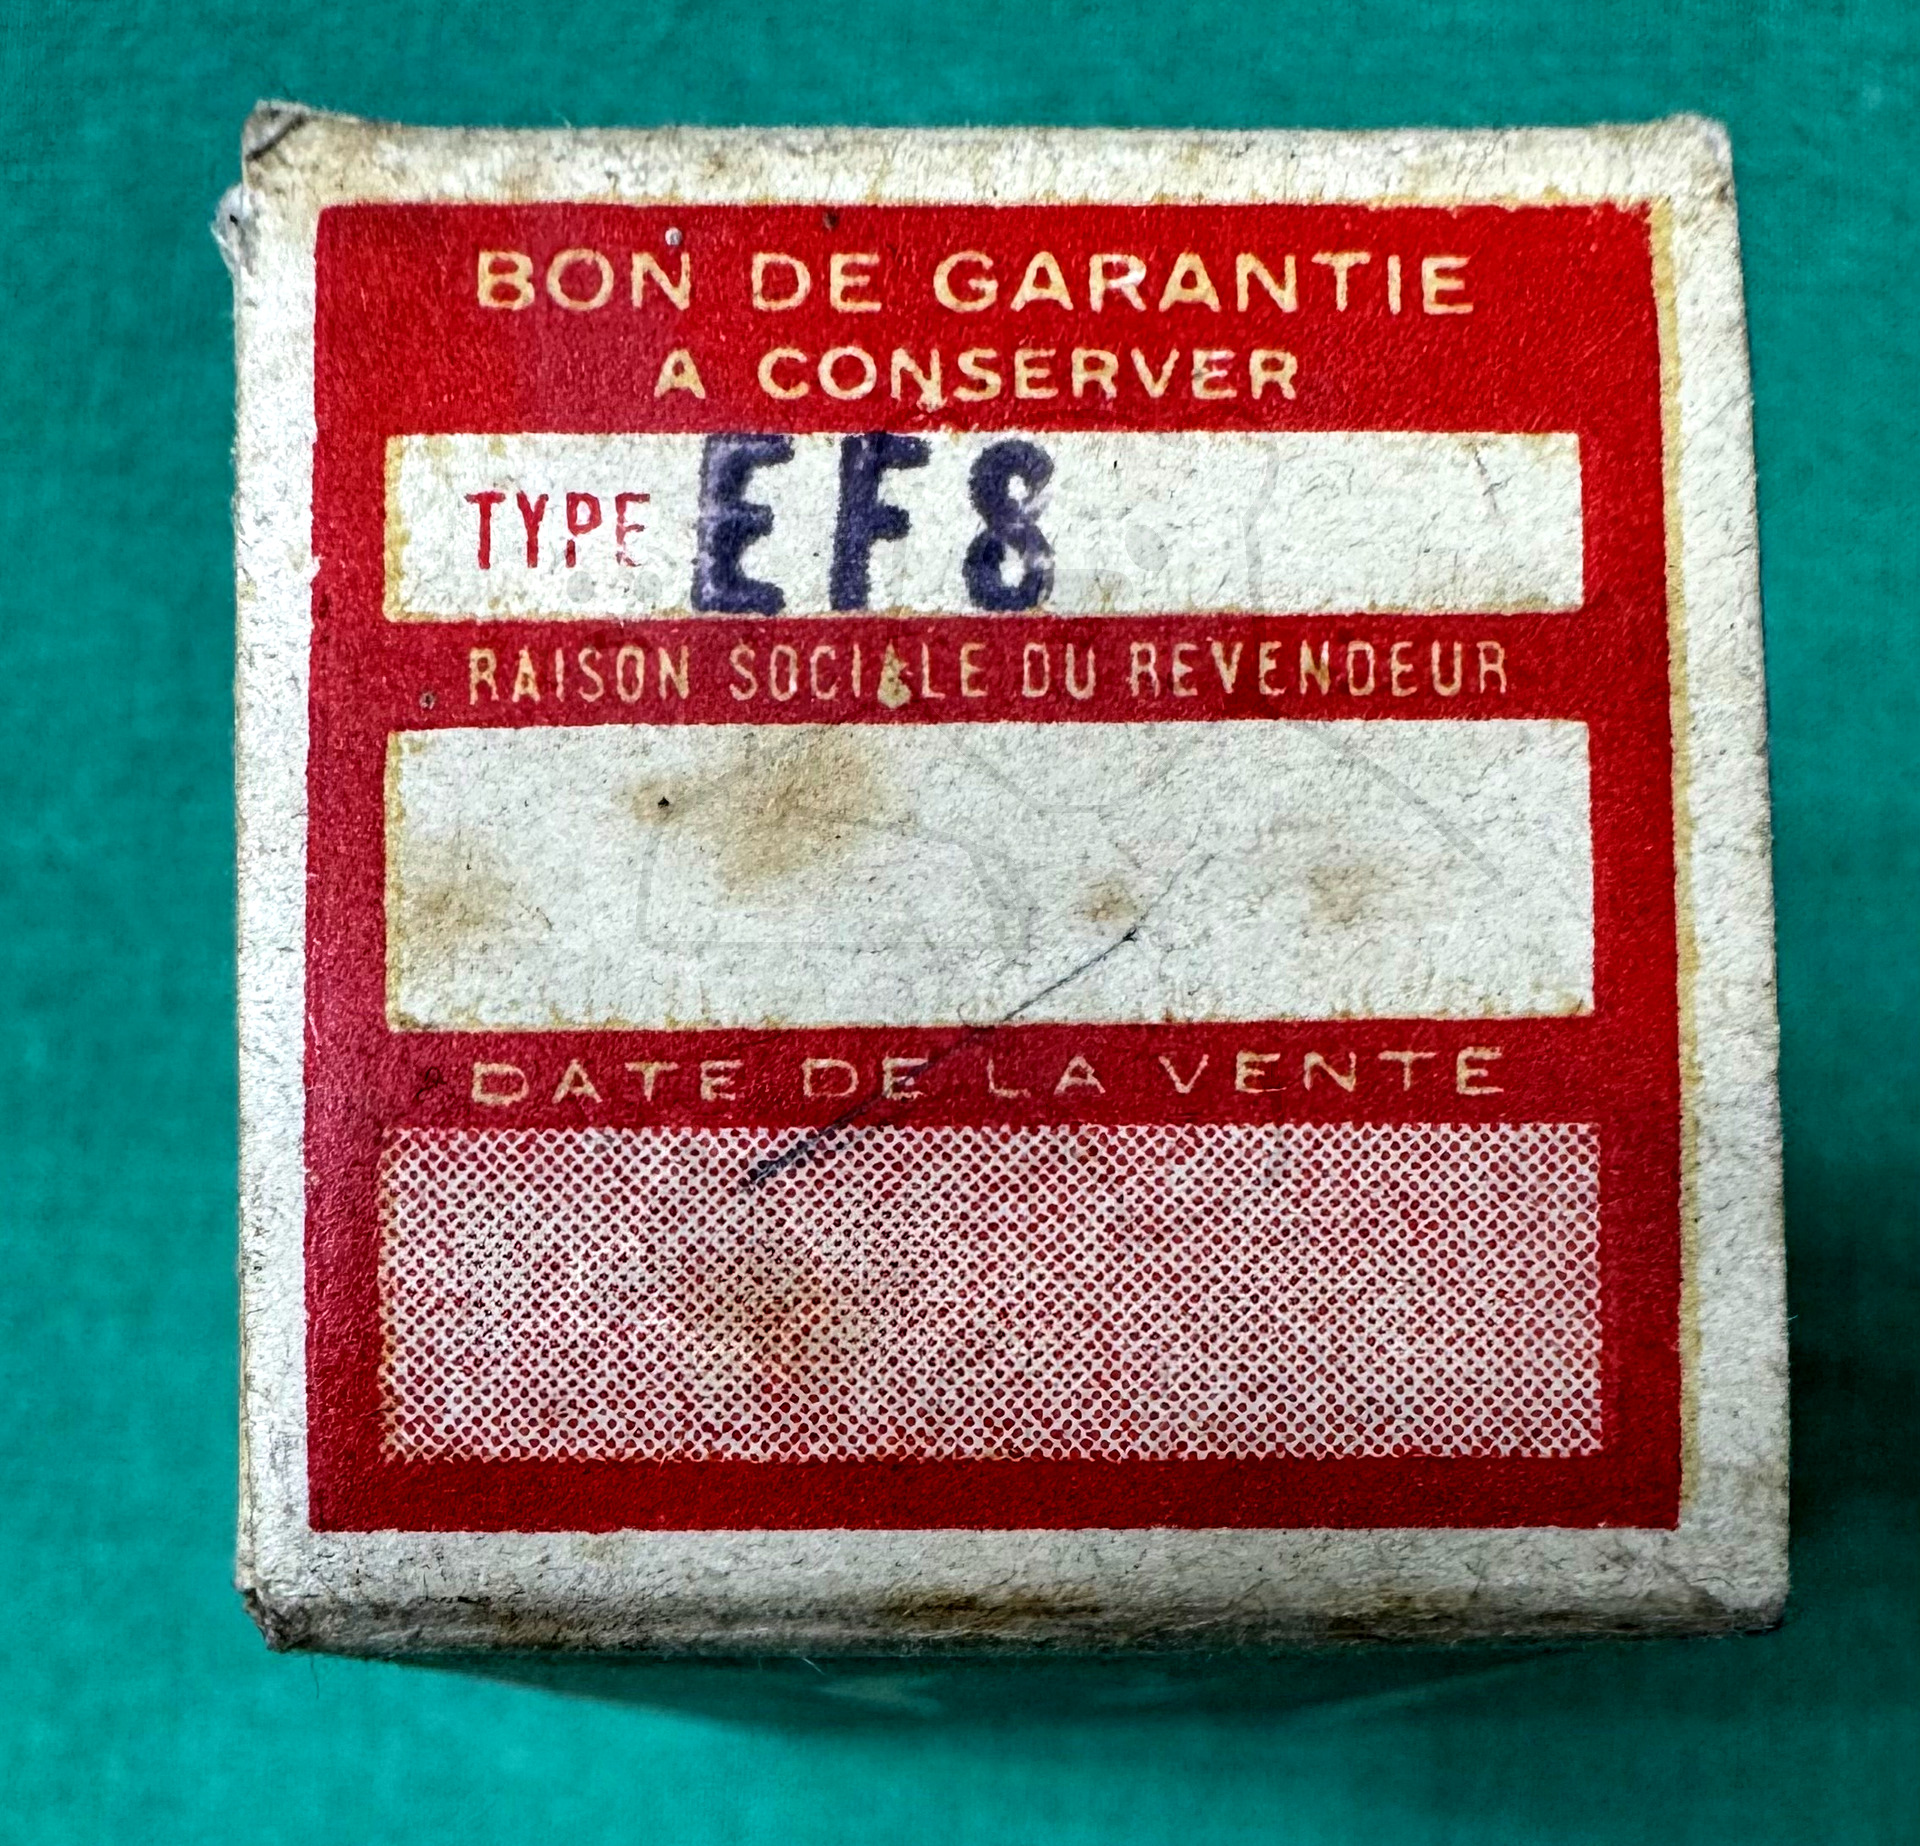 BON DE GARANTIE
A CONSERVER
TYPE EF8
RAISON SOCIALE DU REVENDEUR
DATE DE LA VENTE